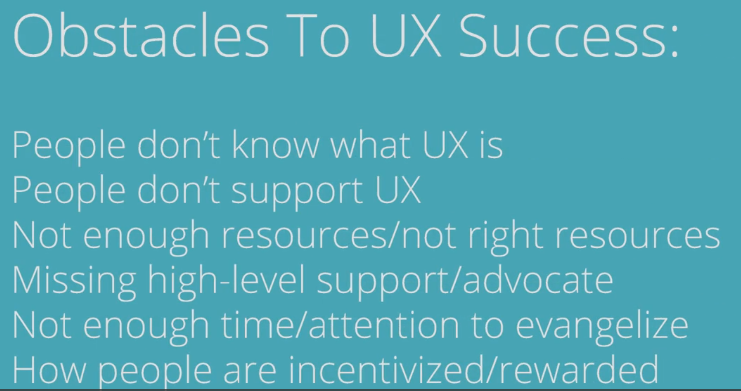 Obstacles To UX Success:
People don't know what UX is
People don't support UX
Not enough resources/not right resources
Missing high-level support/advocate
Not enough time/attention to evangelize
How people are incentivized/rewarded